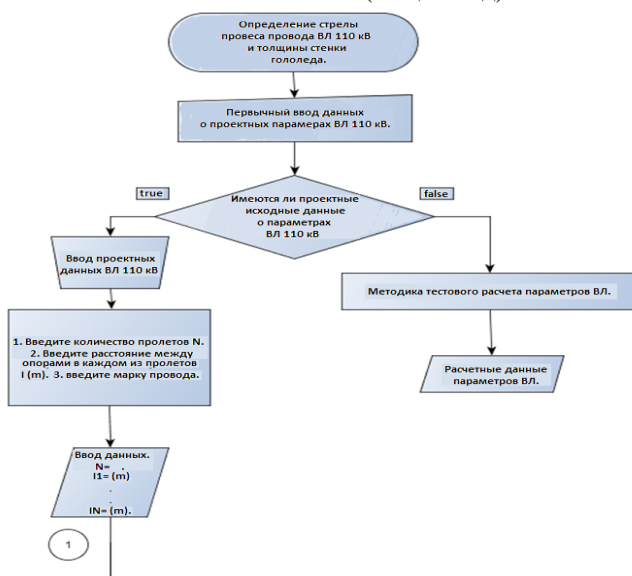 Определение стрелы
провеса провода ВЛ 110 кВ
и толщины стенки
гололеда.
Первычный ввод данных
о проектных парамерах ВЛ 110 кВ.
true
false
Имеются ли проектные
исходные данные
о параметрах
ВЛ 110 кВ
Ввод проектных
данных ВЛ 110 кВ
Методика тестового расчета параметров ВЛ.
1. Введите количество пролетов N.
2. Введите расстояние между
опорами в каждом из пролетов
I (m). 3. введите марку провода.
Расчетные данные
параметров ВЛ.
Ввод данных.
N= .
I1= (m)
.
.
IN= (m).
1